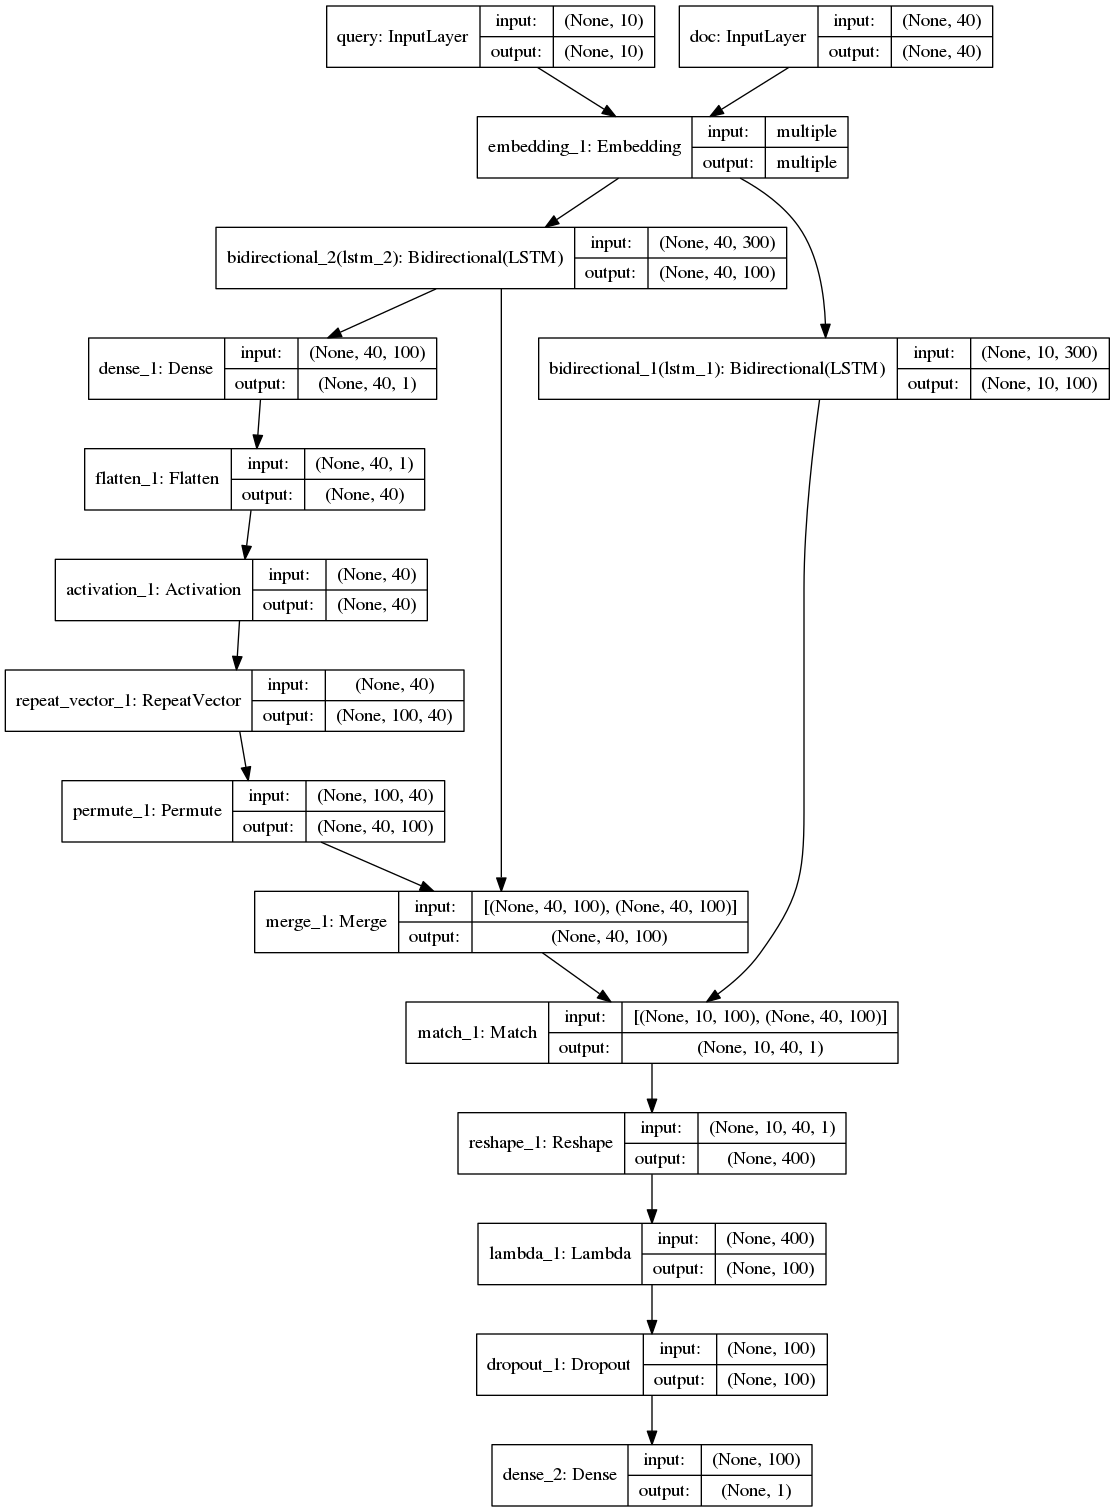 query: InputLayer
input:
(None, 10)
output:
(None, 10)
doc: InputLayer
input:
(None, 40)
output:
(None, 40)
embedding_1: Embedding
input:
multiple
output:
multiple
bidirectional_2(lstm_2): Bidirectional(LSTM)
input:
(None, 40, 300)
output:
(None, 40, 100)
dense_1: Dense
input:
(None, 40, 100)
output:
(None, 40, 1)
bidirectional_1(lstm_1): Bidirectional(LSTM)
input:
(None, 10, 300)
output:
(None, 10, 100)
flatten_1: Flatten
input:
(None, 40, 1)
output:
(None, 40)
activation_1: Activation
input:
(None, 40)
output:
(None, 40)
repeat_vector_1: RepeatVector
input:
(None, 40)
output:
(None, 100, 40)
permute_1: Permute
input:
(None, 100, 40)
output:
(None, 40, 100)
merge_1: Merge
input:
[(None, 40, 100), (None, 40, 100)]
output:
(None, 40, 100)
match_1: Match
input:
[(None, 10, 100), (None, 40, 100)]
output:
(None, 10, 40, 1)
reshape_1: Reshape
input:
(None, 10, 40, 1)
output:
(None, 400)
lambda_1: Lambda
input:
(None, 400)
output:
(None, 100)
dropout_1: Dropout
input:
(None, 100)
output:
(None, 100)
dense_2: Dense
input:
(None, 100)
output:
(None, 1)